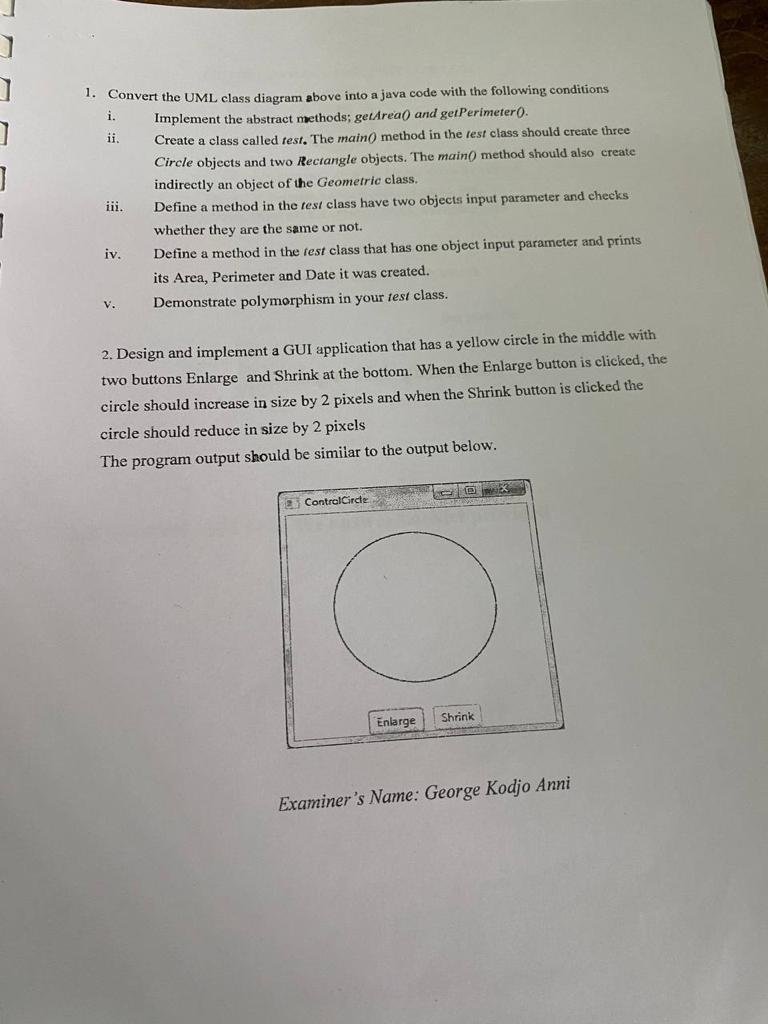 1. Convert the UML class diagram above into a java code with the following conditions
i. Implement the abstract methods; getArea() and getPerimeter().
ii. Create a class called test. The main() method in the test class should create three
Circle objects and two Rectangle objects. The main() method should also create
indirectly an object of the Geometric class.
iii. Define a method in the test class have two objects input parameter and checks
whether they are the same or not.
iv. Define a method in the test class that has one object input parameter and prints
its Area, Perimeter and Date it was created.
v. Demonstrate polymorphism in your test class.
2. Design and implement a GUI application that has a yellow circle in the middle with
two buttons Enlarge and Shrink at the bottom. When the Enlarge button is clicked, the
circle should increase in size by 2 pixels and when the Shrink button is clicked the
circle should reduce in size by 2 pixels
The program output should be similar to the output below.
ControlCircle
Enlarge Shrink
Examiner's Name: George Kodjo Anni